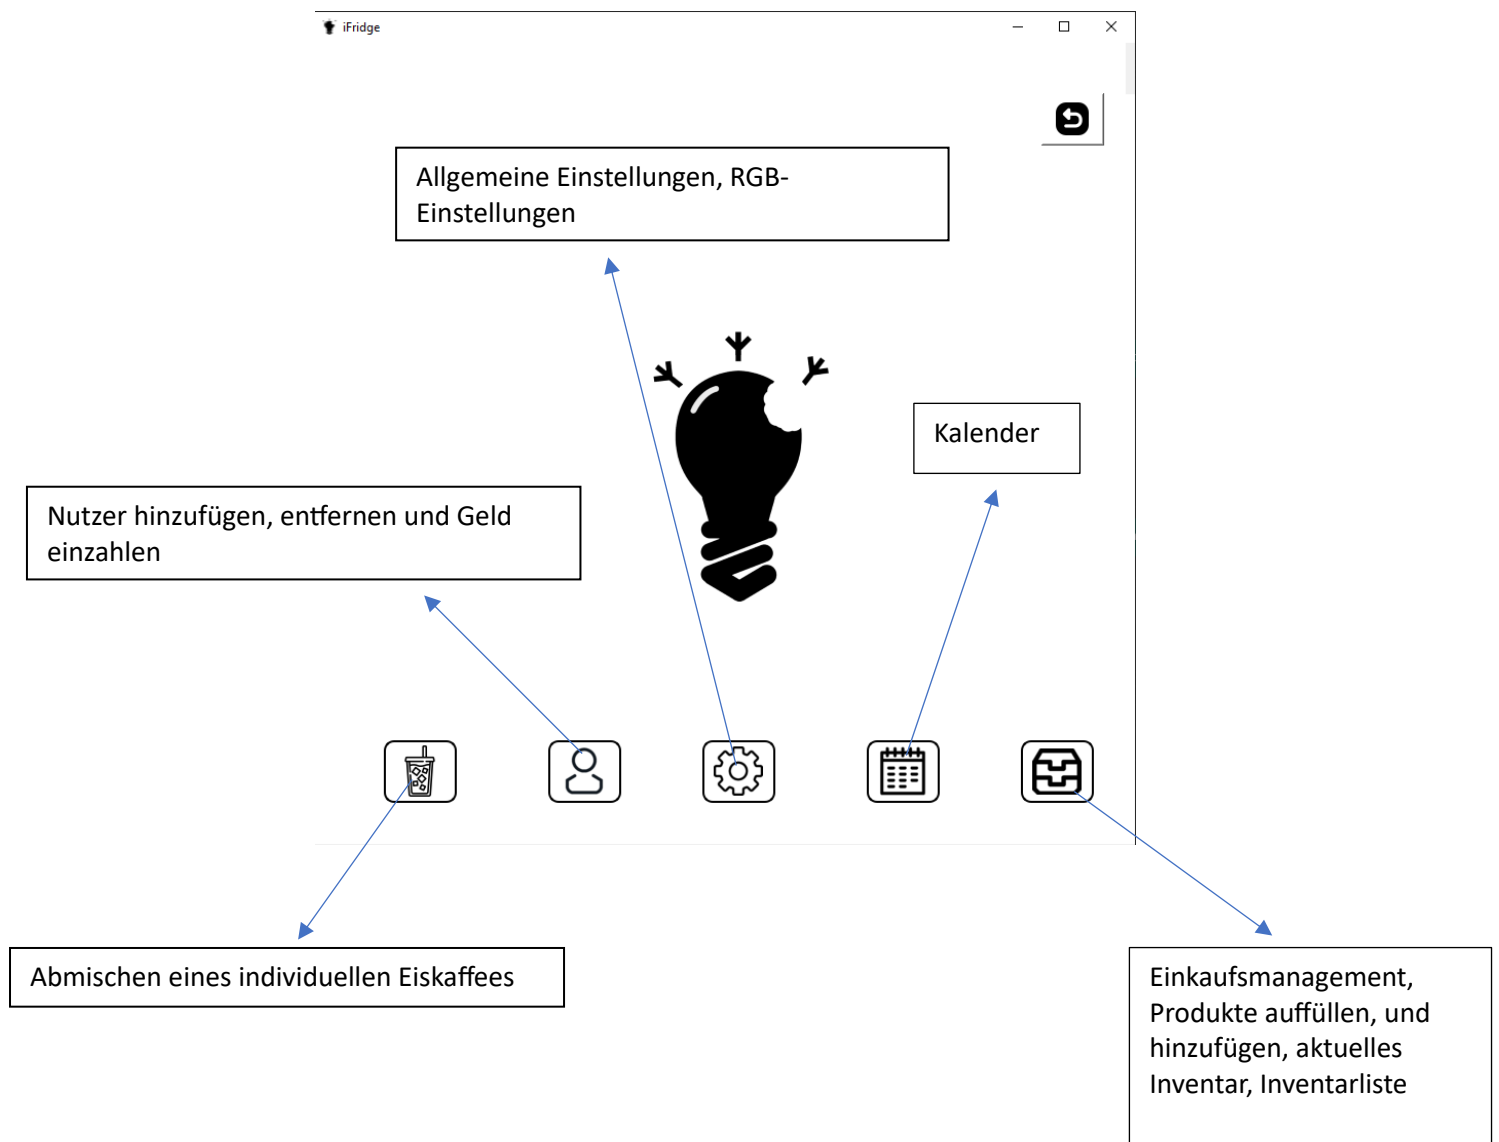 iFridge
Allgemeine Einstellungen, RGB-
Einstellungen
Kalender
Nutzer hinzufügen, entfernen und Geld
einzahlen
Abmischen eines individuellen Eiskaffees
Einkaufsmanagement,
Produkte auffüllen, und
hinzufügen, aktuelles
Inventar, Inventarliste